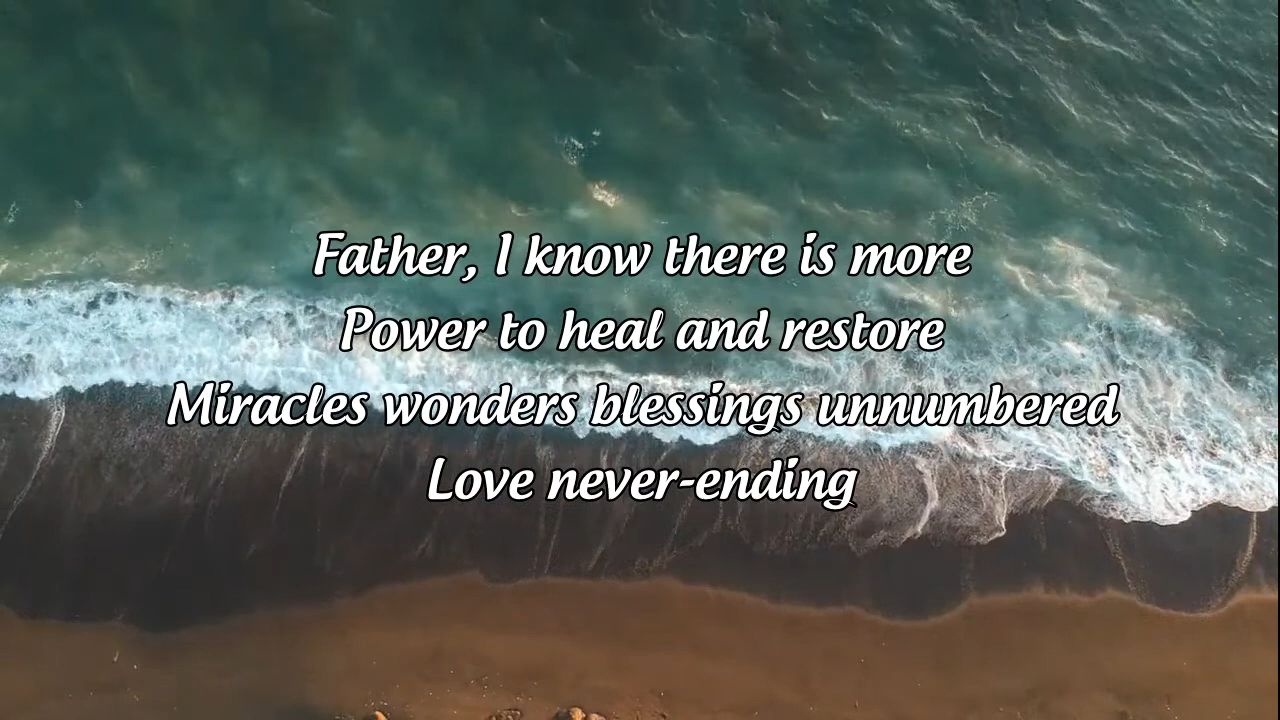 Father, I know there is more
Power to heal and restore
Miracles wonders blessings unnumbered
Love never-ending